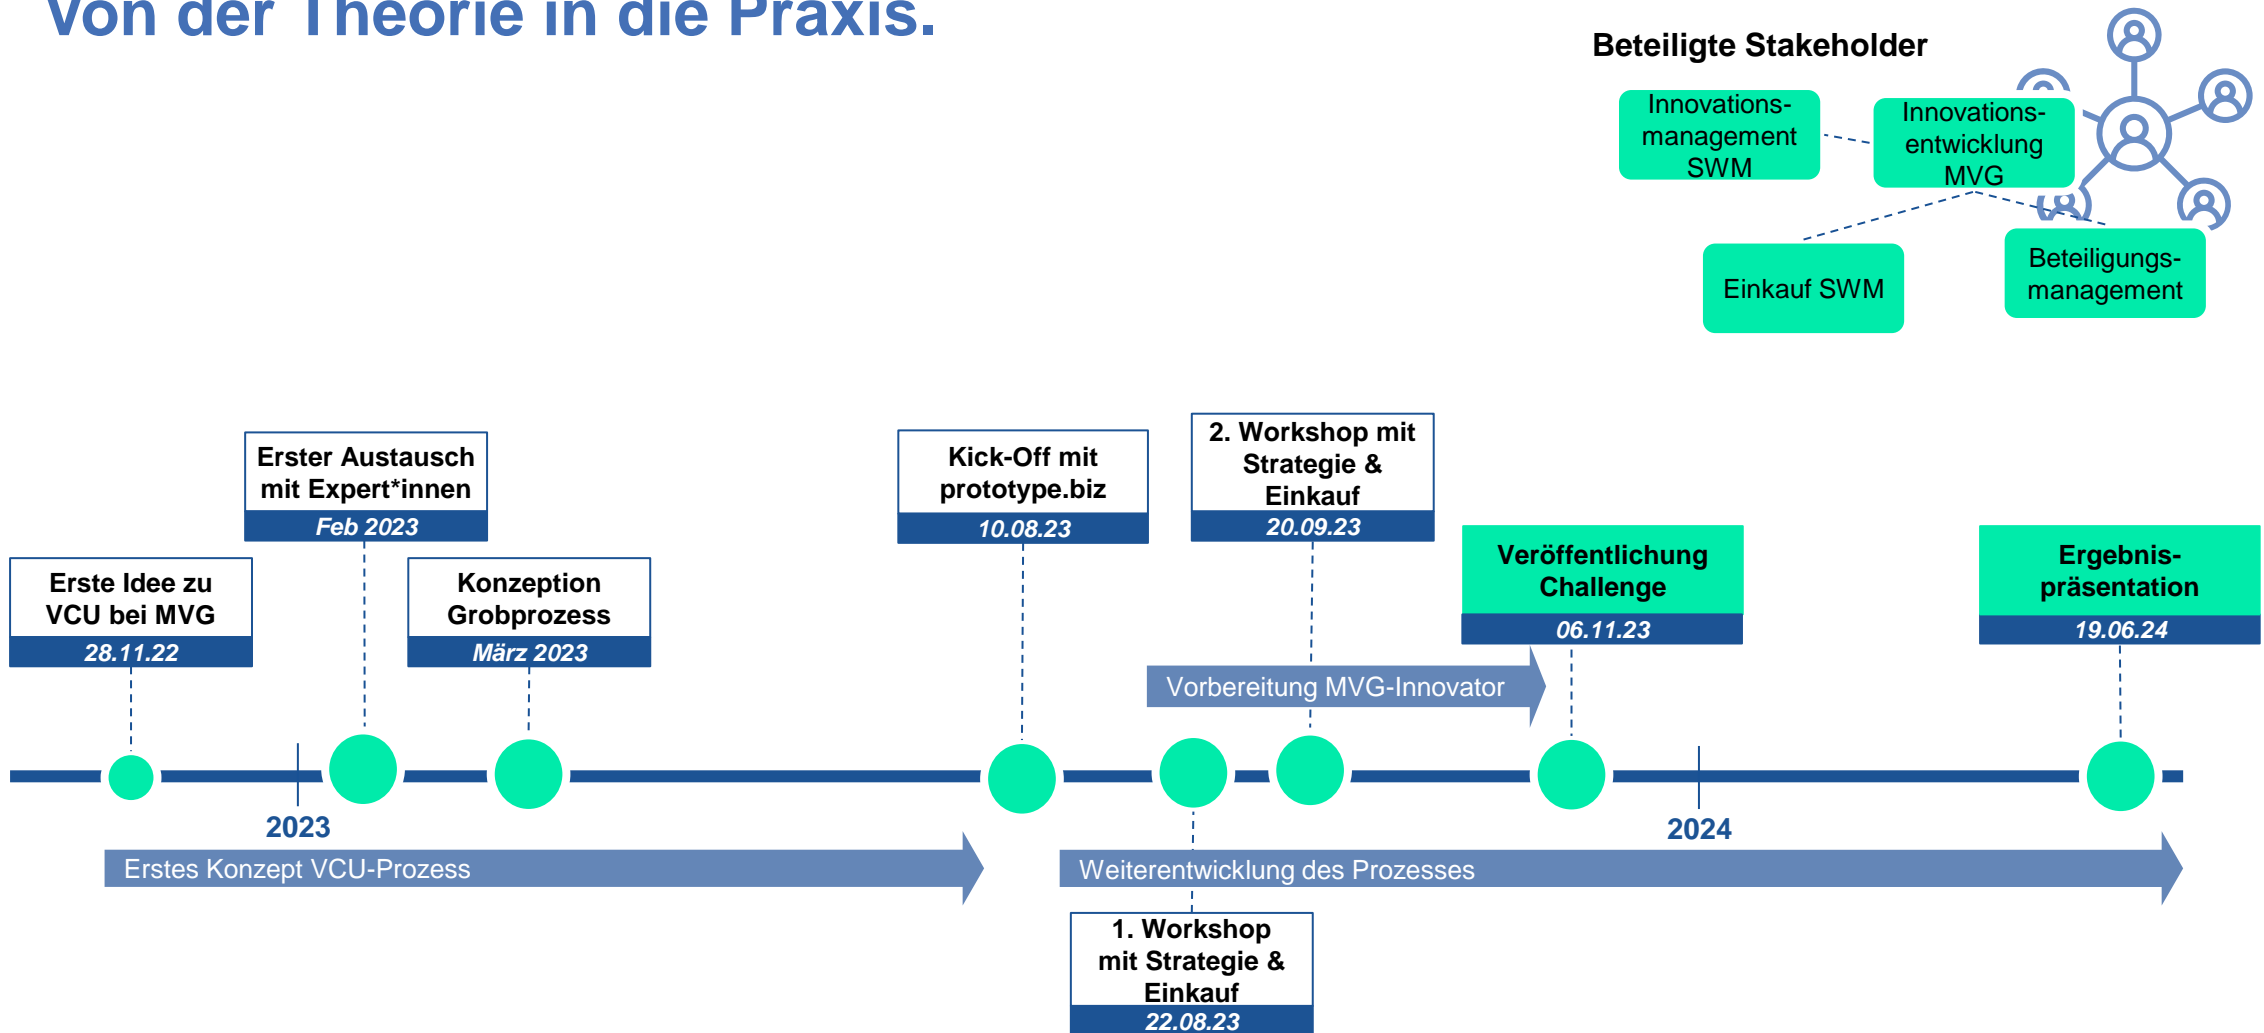 Von der Theorie in die Praxis.
Beteiligte Stakeholder
Innovations-
management
SWM
Innovations-
entwicklung
MVG
Einkauf SWM
Beteiligungs-
management
Erste Idee zu
VCU bei MVG
28.11.22
Erster Austausch
mit Expert*innen
Feb 2023
Konzeption
Grobprozess
März 2023
Kick-Off mit
prototype.biz
10.08.23
2. Workshop mit
Strategie &
Einkauf
20.09.23
Veröffentlichung
Challenge
06.11.23
Ergebnis-
präsentation
19.06.24
Vorbereitung MVG-Innovator
2023
2024
Erstes Konzept VCU-Prozess
Weiterentwicklung des Prozesses
1. Workshop
mit Strategie &
Einkauf
22.08.23